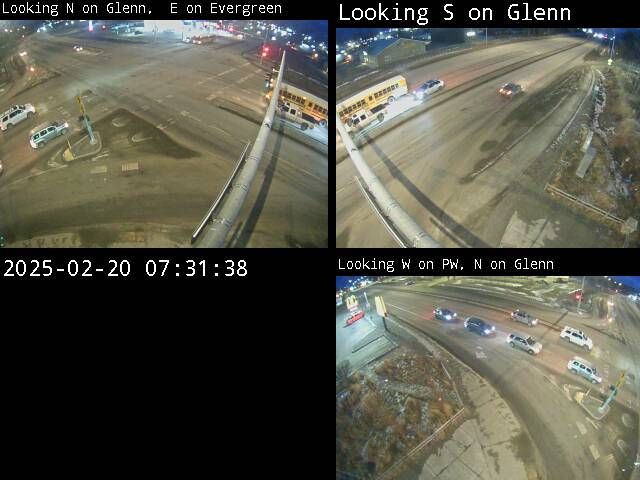 Looking N on Glenn,  E on Evergreen
Looking S on Glenn
2025-02-20 07:31:38
Looking W on PW, N on Glenn